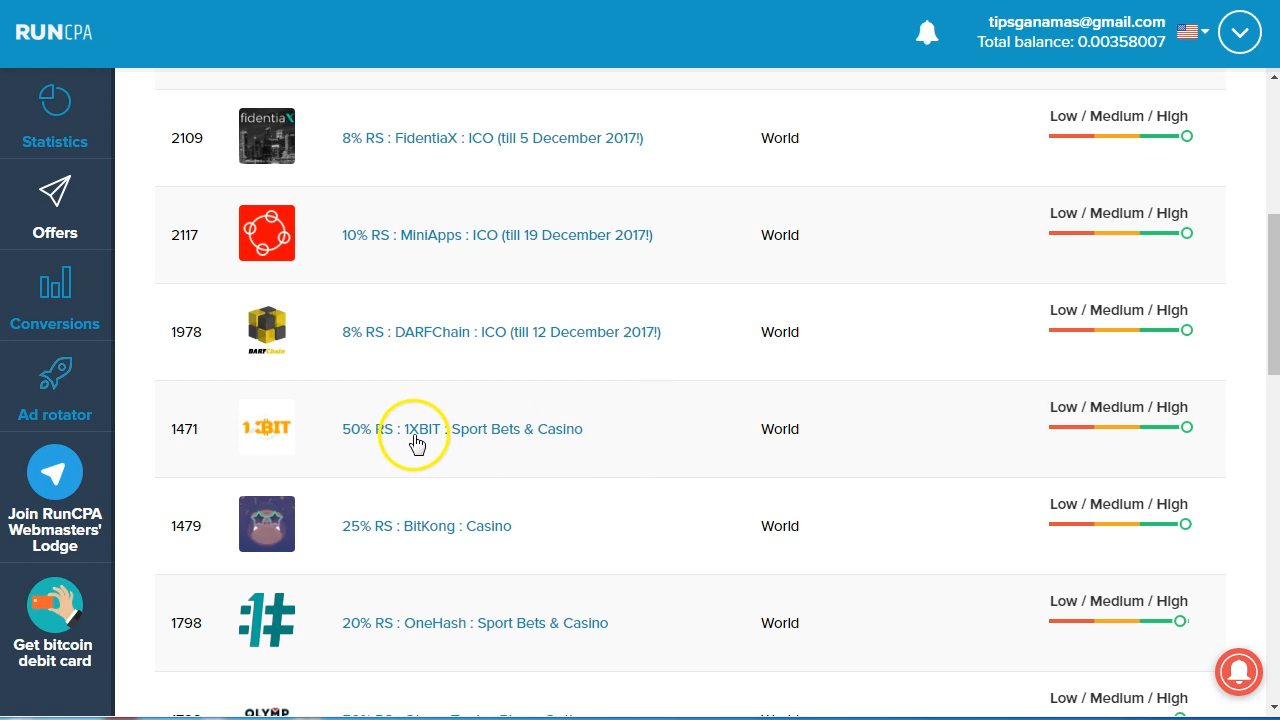 RUNCPA
tipsganamas@gmail.com
Total balance: 0.00358007
Statistics
Offers
Conversions
Ad rotator
Join RunCPA
Webmasters'
Lodge
Get bitcoin
debit card
2109
fidentiaX
8% RS : FidentiaX : ICO (till 5 December 2017!)
World
Low / Medium / HIgh
2117
10% RS : MiniApps : ICO (till 19 December 2017!)
World
Low / Medium / HIgh
1978
DARFChain
8% RS : DARFChain : ICO (till 12 December 2017!)
World
Low / Medium / HIgh
1471
1XBIT
50% RS : 1XBIT : Sport Bets & Casino
World
Low / Medium / HIgh
1479
25% RS : BitKong : Casino
World
Low / Medium / HIgh
1798
20% RS : OneHash : Sport Bets & Casino
World
Low / Medium / HIgh
OLYMP
Low / Medium / HIgh